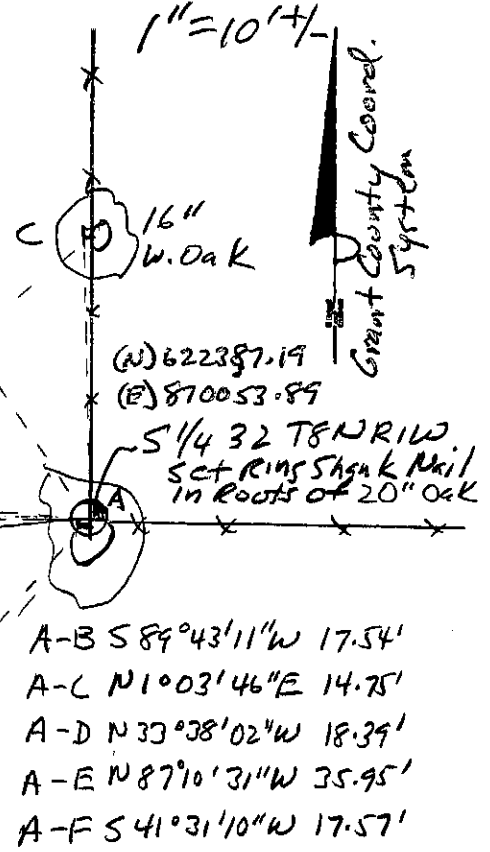 1"=10'+/-
Grant County Coord.
System
C
16"
W. Oak
(N) 622387.19
(E) 870053.89
S 1/4 32 T8N R1W
Set Ring Shank Nail
in Roots of 20" Oak
A
A-B S 89°43'11"W 17.54'
A-C N 1°03'46"E 14.75'
A-D N 33°38'02"W 18.39'
A-E N 87°10'31"W 35.95'
A-F S 41°31'10"W 17.57'